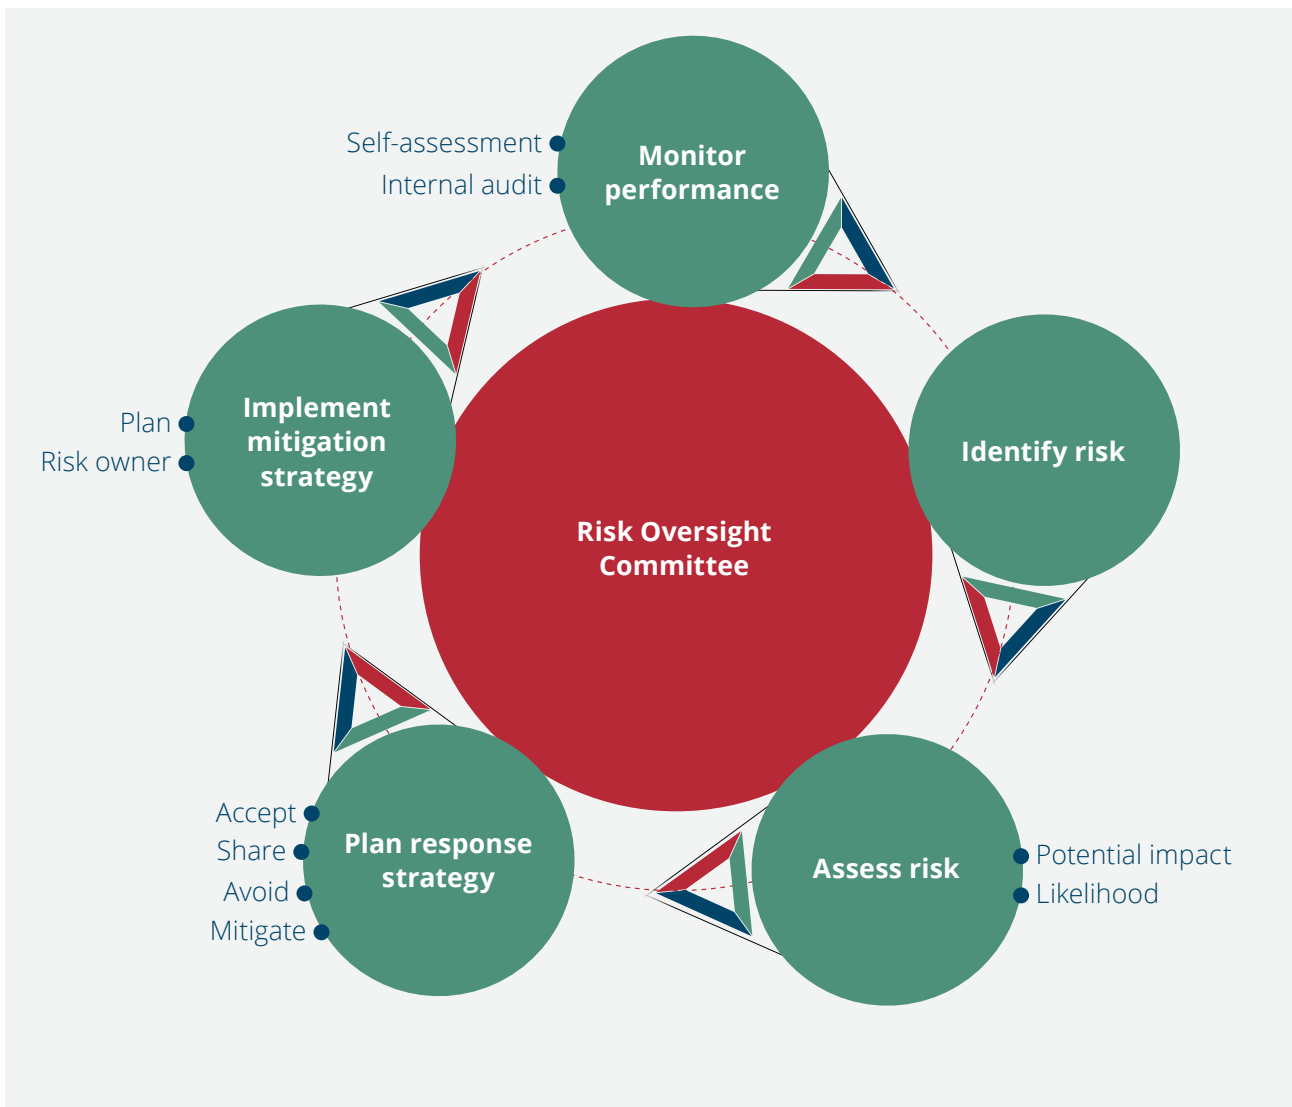 Self-assessment
Internal audit
Monitor
performance
Plan
Risk owner
Implement
mitigation
strategy
Identify risk
Risk Oversight
Committee
Accept
Share
Avoid
Mitigate
Plan response
strategy
Assess risk
Potential impact
Likelihood